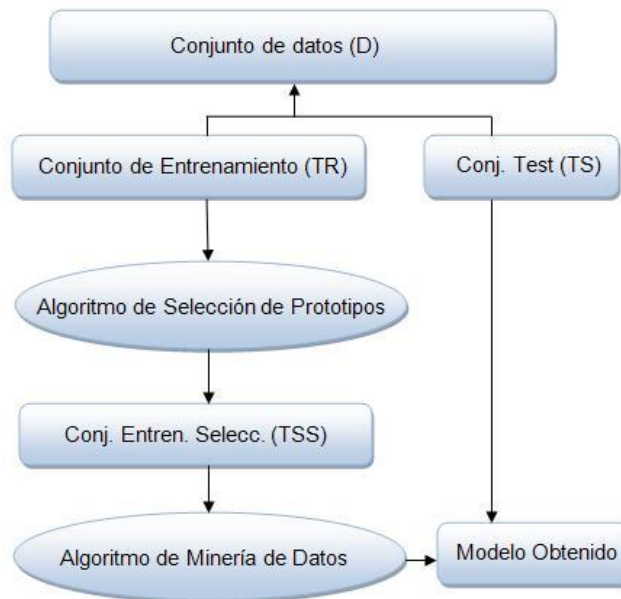 Conjunto de datos (D)
Conjunto de Entrenamiento (TR)
Conj. Test (TS)
Algoritmo de Selección de Prototipos
Conj. Entren. Selecc. (TSS)
Algoritmo de Minería de Datos
Modelo Obtenido